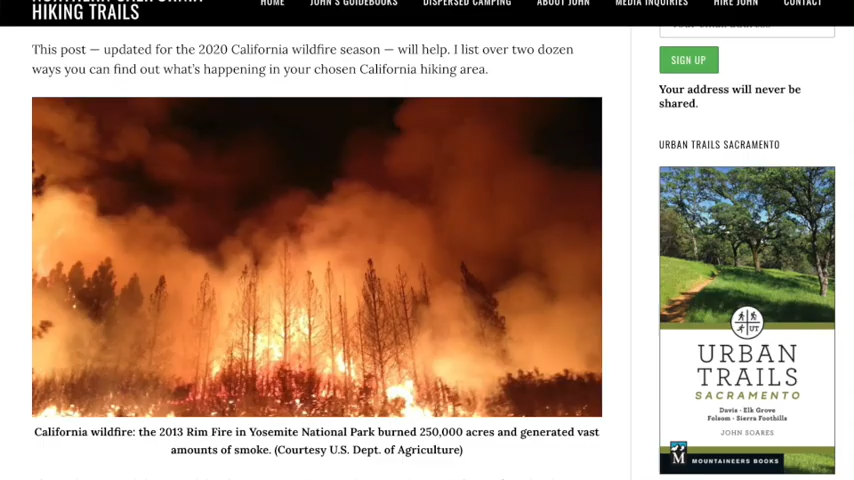 HIKING TRAILS
HOME JOHN'S GUIDEBOOKS DISPERSED CAMPING ABOUT JOHN MEDIA INQUIRIES HIRE JOHN CONTACT
This post — updated for the 2020 California wildfire season — will help. I list over two dozen
ways you can find out what's happening in your chosen California hiking area.
California wildfire: the 2013 Rim Fire in Yosemite National Park burned 250,000 acres and generated vast
amounts of smoke. (Courtesy U.S. Dept. of Agriculture)
SIGN UP
Your address will never be
shared.
URBAN TRAILS SACRAMENTO
UT
URBAN
TRAILS
SACRAMENTO
Davis · Elk Grove
Folsom · Sierra Foothills
JOHN SOARES
M MOUNTAINEERS BOOKS